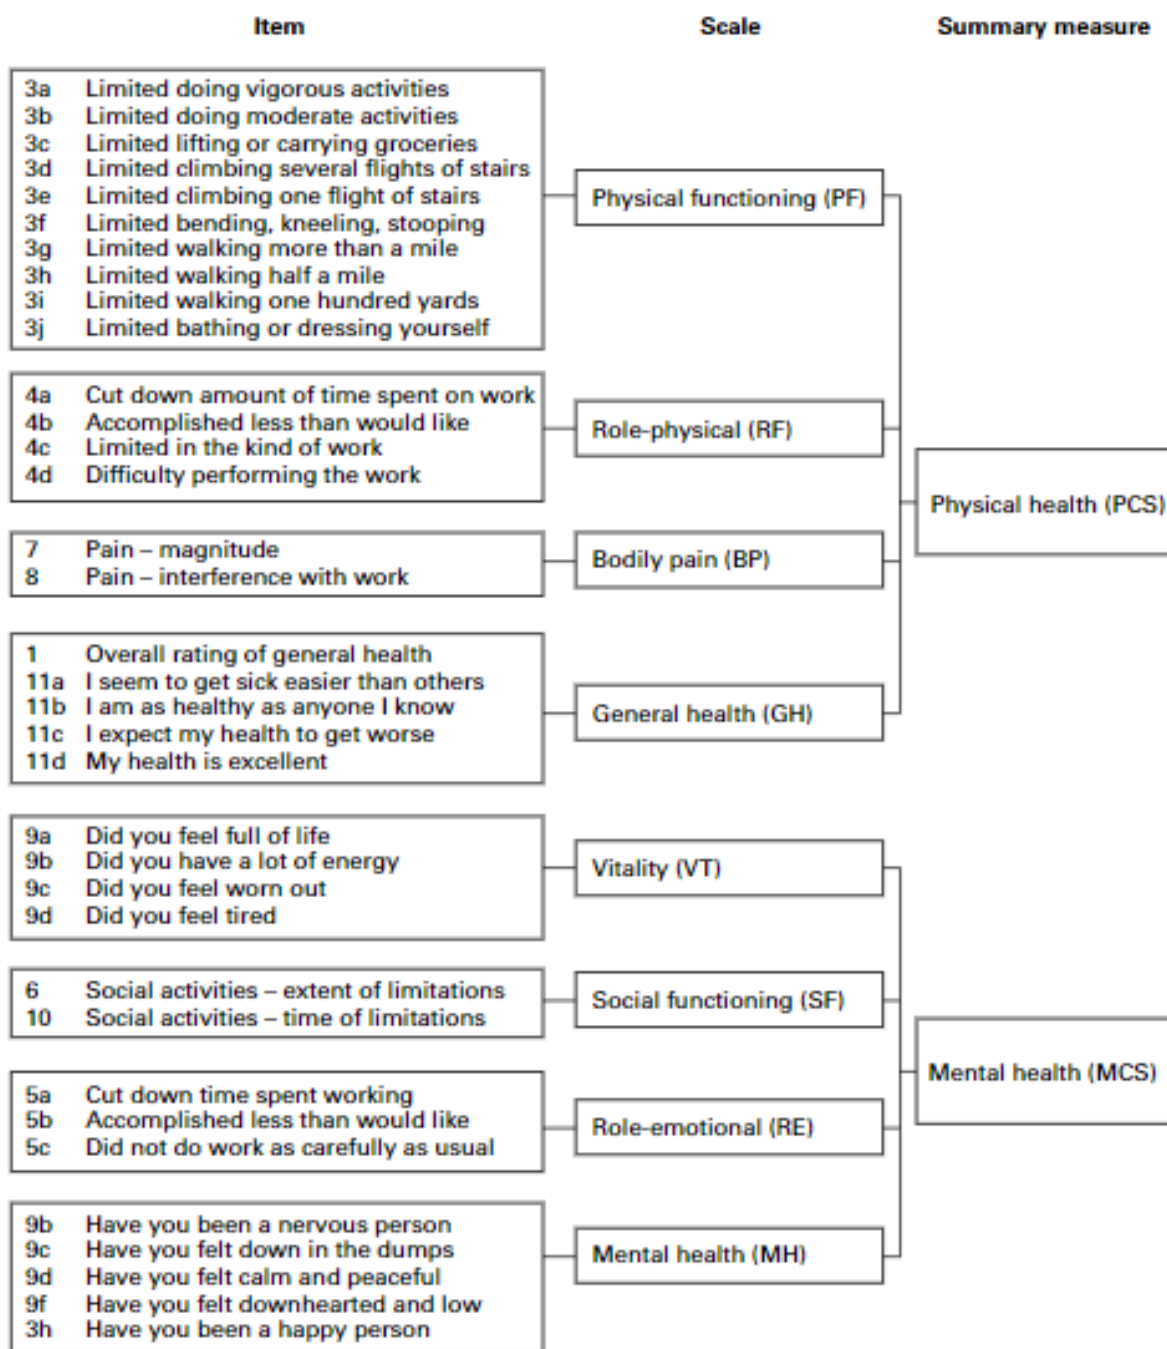 Item Scale Summary measure
3a Limited doing vigorous activities
3b Limited doing moderate activities
3c Limited lifting or carrying groceries
3d Limited climbing several flights of stairs
3e Limited climbing one flight of stairs
3f Limited bending, kneeling, stooping
3g Limited walking more than a mile
3h Limited walking half a mile
3i Limited walking one hundred yards
3j Limited bathing or dressing yourself
Physical functioning (PF)
4a Cut down amount of time spent on work
4b Accomplished less than would like
4c Limited in the kind of work
4d Difficulty performing the work
Role-physical (RF)
7 Pain – magnitude
8 Pain – interference with work
Bodily pain (BP)
1 Overall rating of general health
11a I seem to get sick easier than others
11b I am as healthy as anyone I know
11c I expect my health to get worse
11d My health is excellent
General health (GH)
Physical health (PCS)
9a Did you feel full of life
9b Did you have a lot of energy
9c Did you feel worn out
9d Did you feel tired
Vitality (VT)
6 Social activities – extent of limitations
10 Social activities – time of limitations
Social functioning (SF)
5a Cut down time spent working
5b Accomplished less than would like
5c Did not do work as carefully as usual
Role-emotional (RE)
9b Have you been a nervous person
9c Have you felt down in the dumps
9d Have you felt calm and peaceful
9f Have you felt downhearted and low
3h Have you been a happy person
Mental health (MH)
Mental health (MCS)